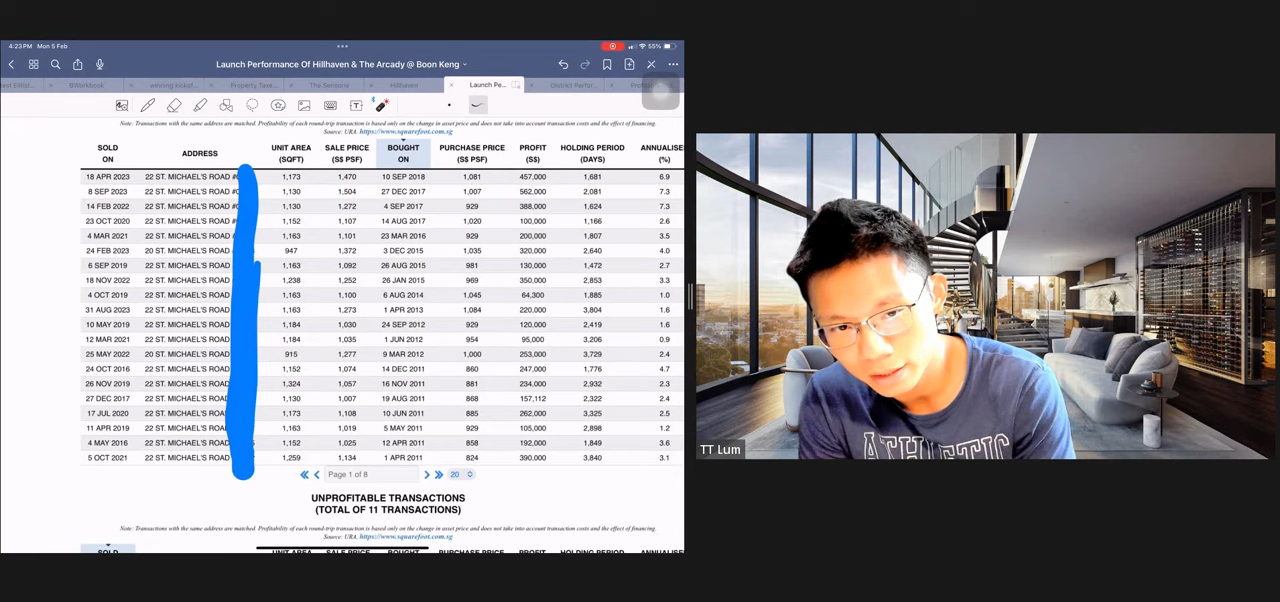 4:23 PM Mon 5 Feb
55%
Launch Performance Of Hillhaven & The Arcady @ Boon Keng
BWorkbook
winning kickof...
Property Taxe...
The Sensoria
Hillhaven
Launch Pe...
District Perfor...
Note: Transactions with the same address are matched. Profitability of each round-trip transaction is based only on the change in asset price and does not take into account transaction costs and the effect of financing.
Source: URA, https://www.squarefoot.com.sg
SOLD ON ADDRESS UNIT AREA (SQFT) SALE PRICE (S$ PSF) BOUGHT ON PURCHASE PRICE (S$ PSF) PROFIT (S$) HOLDING PERIOD (DAYS) ANNUALISE (%)
18 APR 2023 22 ST. MICHAEL'S ROAD 1,173 1,470 10 SEP 2018 1,081 457,000 1,681 6.9
8 SEP 2023 22 ST. MICHAEL'S ROAD 1,130 1,504 27 DEC 2017 1,007 562,000 2,081 7.3
14 FEB 2022 22 ST. MICHAEL'S ROAD 1,130 1,272 4 SEP 2017 929 388,000 1,624 7.3
23 OCT 2020 22 ST. MICHAEL'S ROAD 1,152 1,107 14 AUG 2017 1,020 100,000 1,166 2.6
4 MAR 2021 22 ST. MICHAEL'S ROAD 1,163 1,101 23 MAR 2016 929 200,000 1,807 3.5
24 FEB 2023 20 ST. MICHAEL'S ROAD 947 1,372 3 DEC 2015 1,035 320,000 2,640 4.0
6 SEP 2019 22 ST. MICHAEL'S ROAD 1,163 1,092 26 AUG 2015 981 130,000 1,472 2.7
18 NOV 2022 22 ST. MICHAEL'S ROAD 1,238 1,252 26 JAN 2015 969 350,000 2,853 3.3
4 OCT 2019 22 ST. MICHAEL'S ROAD 1,163 1,100 6 AUG 2014 1,045 64,300 1,885 1.0
31 AUG 2023 22 ST. MICHAEL'S ROAD 1,163 1,273 1 APR 2013 1,084 220,000 3,804 1.6
10 MAY 2019 22 ST. MICHAEL'S ROAD 1,184 1,030 24 SEP 2012 929 120,000 2,419 1.6
12 MAR 2021 22 ST. MICHAEL'S ROAD 1,184 1,035 1 JUN 2012 954 95,000 3,206 0.9
25 MAY 2022 20 ST. MICHAEL'S ROAD 915 1,277 9 MAR 2012 1,000 253,000 3,729 2.4
24 OCT 2016 22 ST. MICHAEL'S ROAD 1,152 1,074 14 DEC 2011 860 247,000 1,776 4.7
26 NOV 2019 22 ST. MICHAEL'S ROAD 1,324 1,057 16 NOV 2011 881 234,000 2,932 2.3
27 DEC 2017 22 ST. MICHAEL'S ROAD 1,130 1,007 19 AUG 2011 868 157,112 2,322 2.4
17 JUL 2020 22 ST. MICHAEL'S ROAD 1,173 1,108 10 JUN 2011 885 262,000 3,325 2.5
11 APR 2019 22 ST. MICHAEL'S ROAD 1,163 1,019 5 MAY 2011 929 105,000 2,898 1.2
4 MAY 2016 22 ST. MICHAEL'S ROAD 1,152 1,025 12 APR 2011 858 192,000 1,849 3.6
5 OCT 2021 22 ST. MICHAEL'S ROAD 1,259 1,134 1 APR 2011 824 390,000 3,840 3.1
Page 1 of 8 20
UNPROFITABLE TRANSACTIONS
(TOTAL OF 11 TRANSACTIONS)
Note: Transactions with the same address are matched. Profitability of each round-trip transaction is based only on the change in asset price and does not take into account transaction costs and the effect of financing.
Source: URA, https://www.squarefoot.com.sg
SOLD UNIT AREA SALE PRICE BOUGHT PURCHASE PRICE PROFIT HOLDING PERIOD ANNUALISE
TT Lum
ATHLETIC